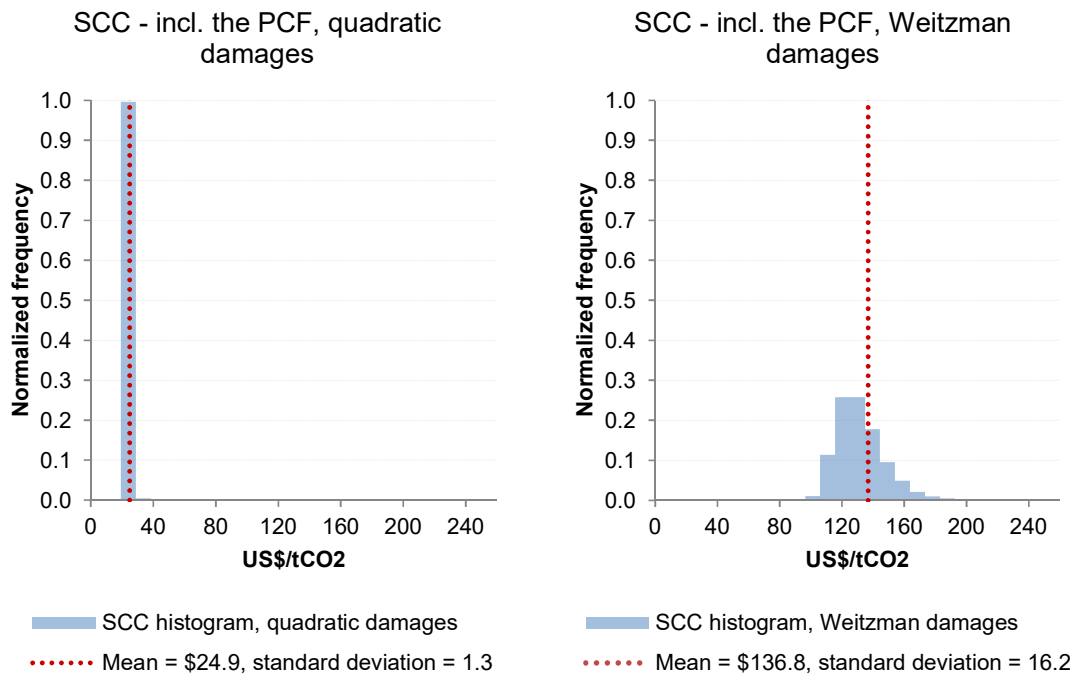 SCC - incl. the PCF, quadratic
damages
1.0
0.9
0.8
0.7
0.6
0.5
0.4
0.3
0.2
0.1
0.0
Normalized frequency
0 40 80 120 160 200 240
US$/tCO2
SCC histogram, quadratic damages
Mean = $24.9, standard deviation = 1.3
SCC - incl. the PCF, Weitzman
damages
1.0
0.9
0.8
0.7
0.6
0.5
0.4
0.3
0.2
0.1
0.0
Normalized frequency
0 40 80 120 160 200 240
US$/tCO2
SCC histogram, Weitzman damages
Mean = $136.8, standard deviation = 16.2